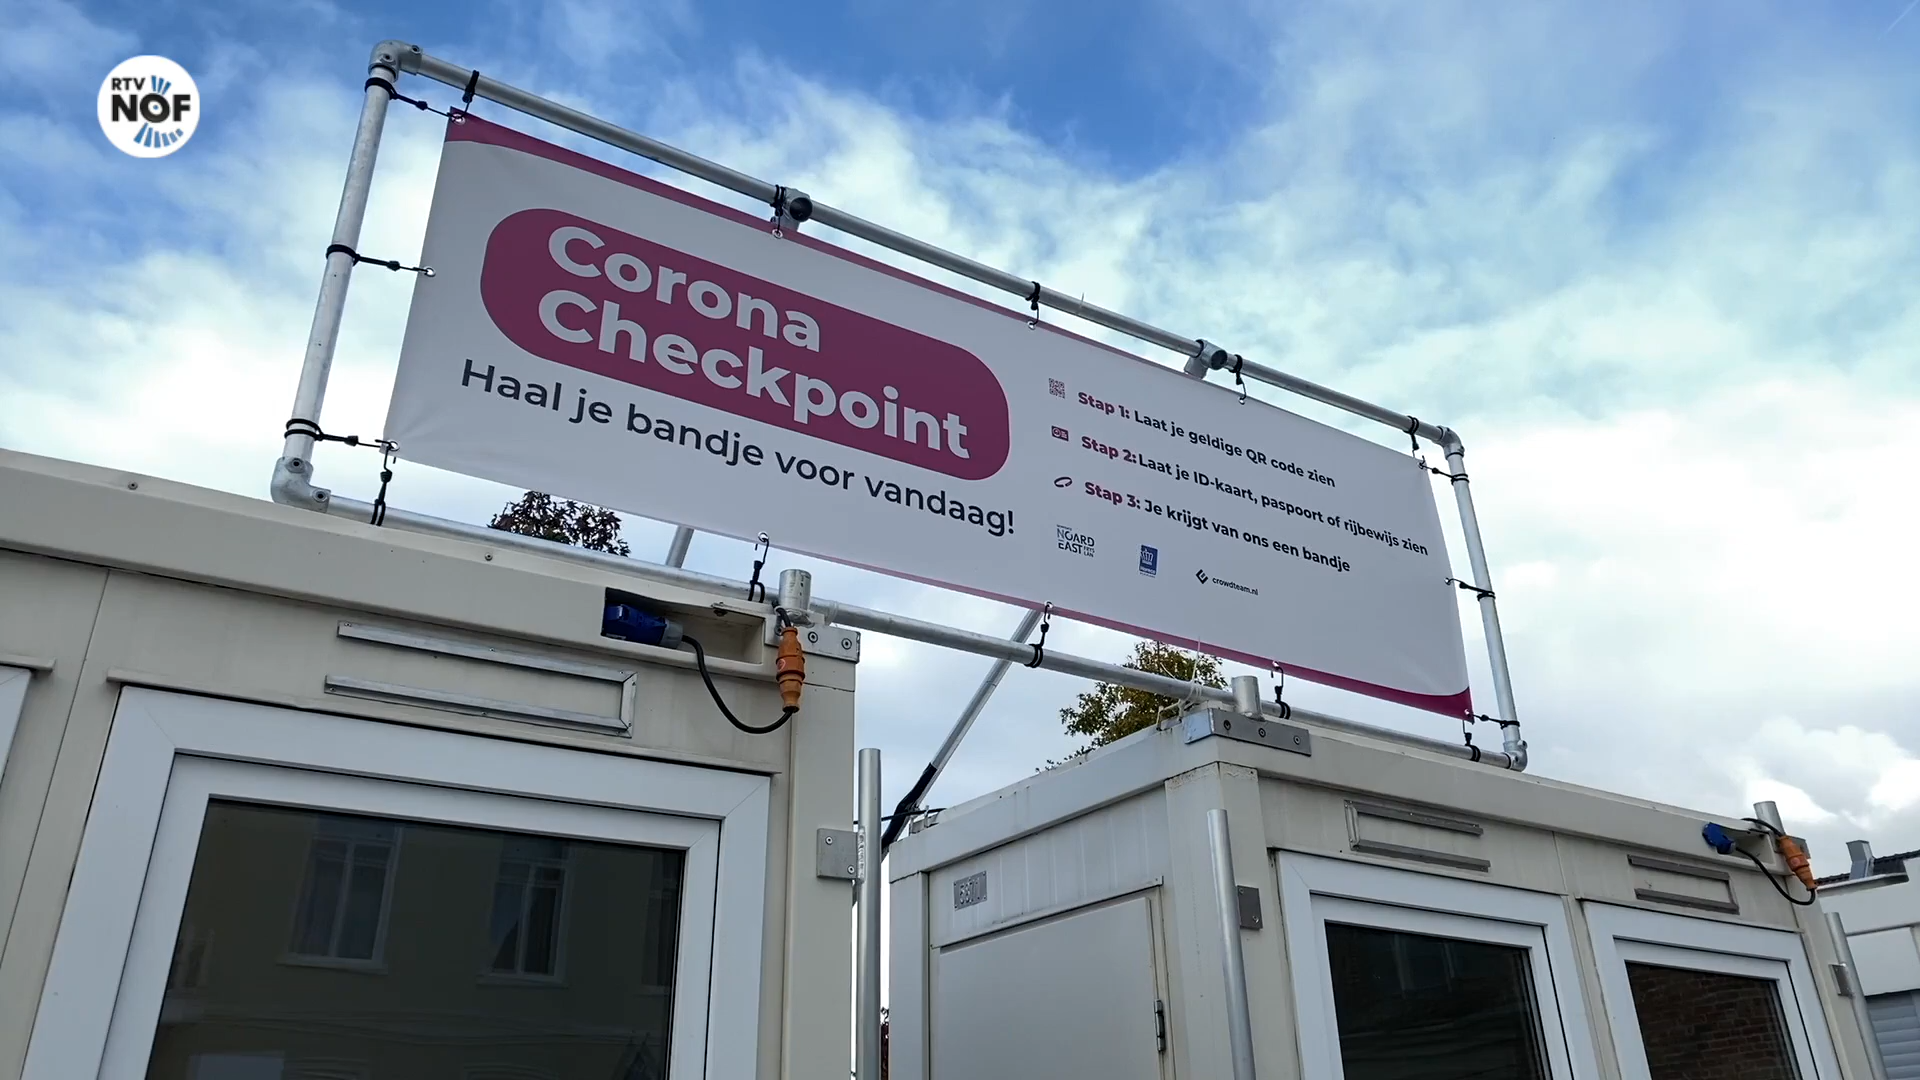 RTV
NOF
Corona
Checkpoint
Haal je bandje voor vandaag!
Stap 1: Laat je geldige QR code zien
Stap 2: Laat je ID-kaart, paspoort of rijbewijs zien
Stap 3: Je krijgt van ons een bandje
NOARD
EAST
crowdteam.nl